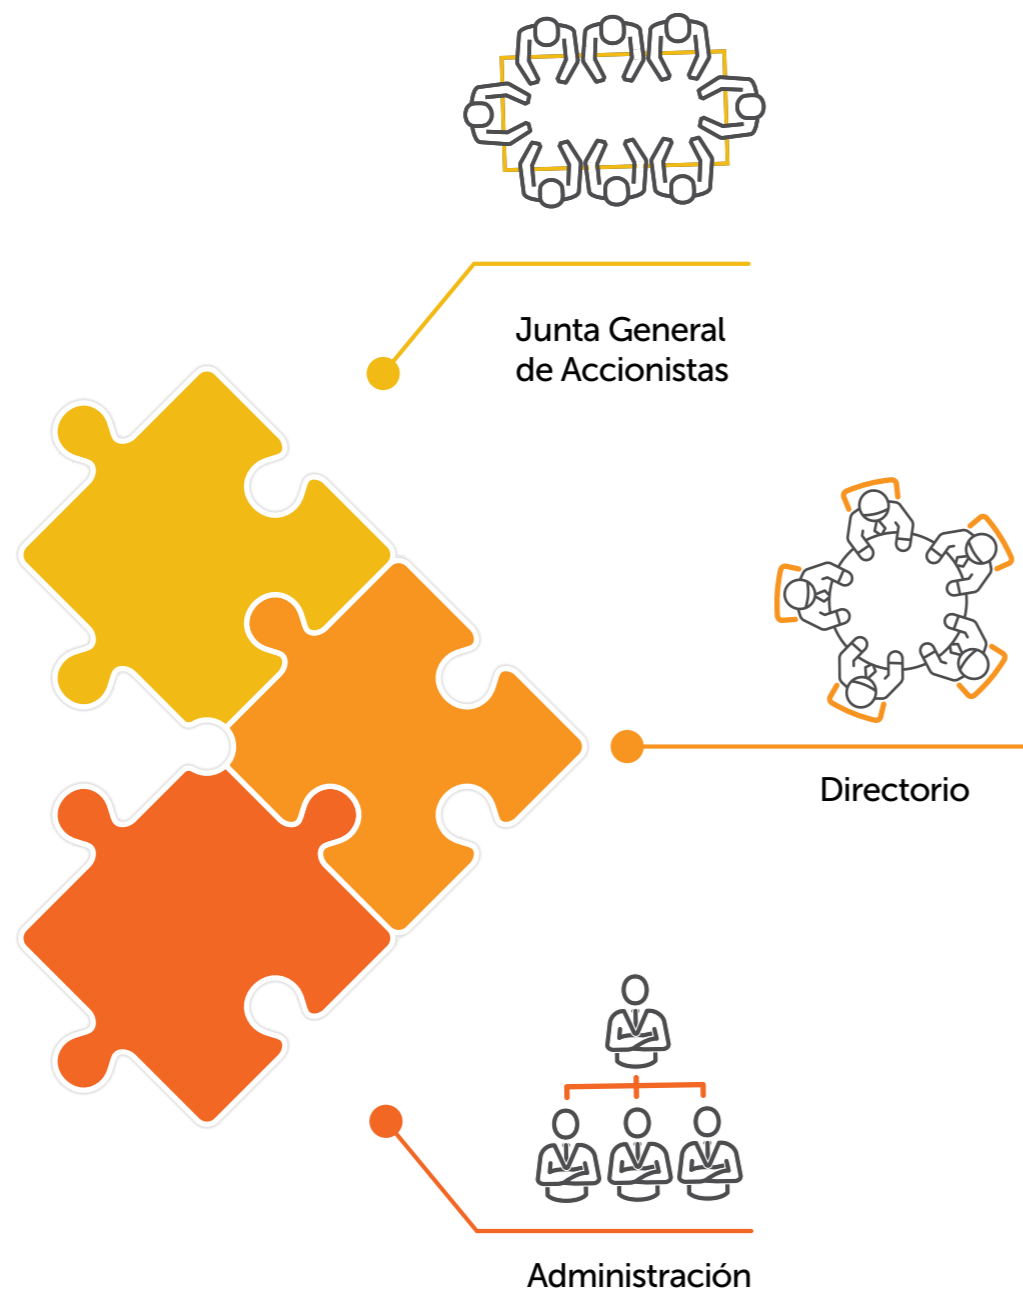 Junta General
de Accionistas
Directorio
Administración